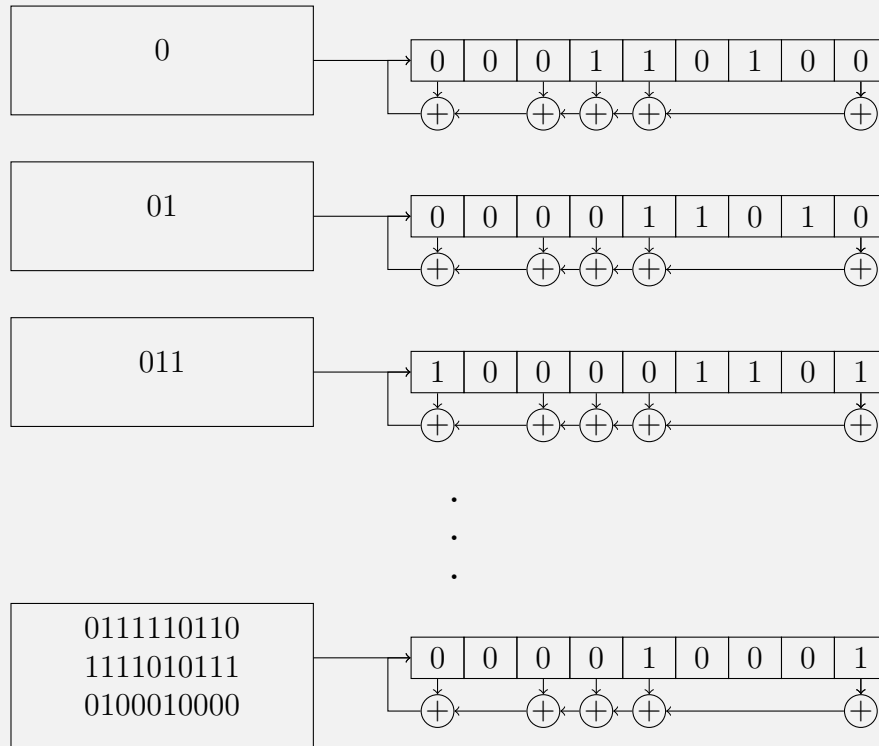 0
0 0 0 1 1 0 1 0 0
+ + + + +
01
0 0 0 0 1 1 0 1 0
+ + + + +
011
1 0 0 0 0 1 1 0 1
+ + + + +
.
.
.
0111110110
1111010111
0100010000
0 0 0 0 1 0 0 0 1
+ + + + +